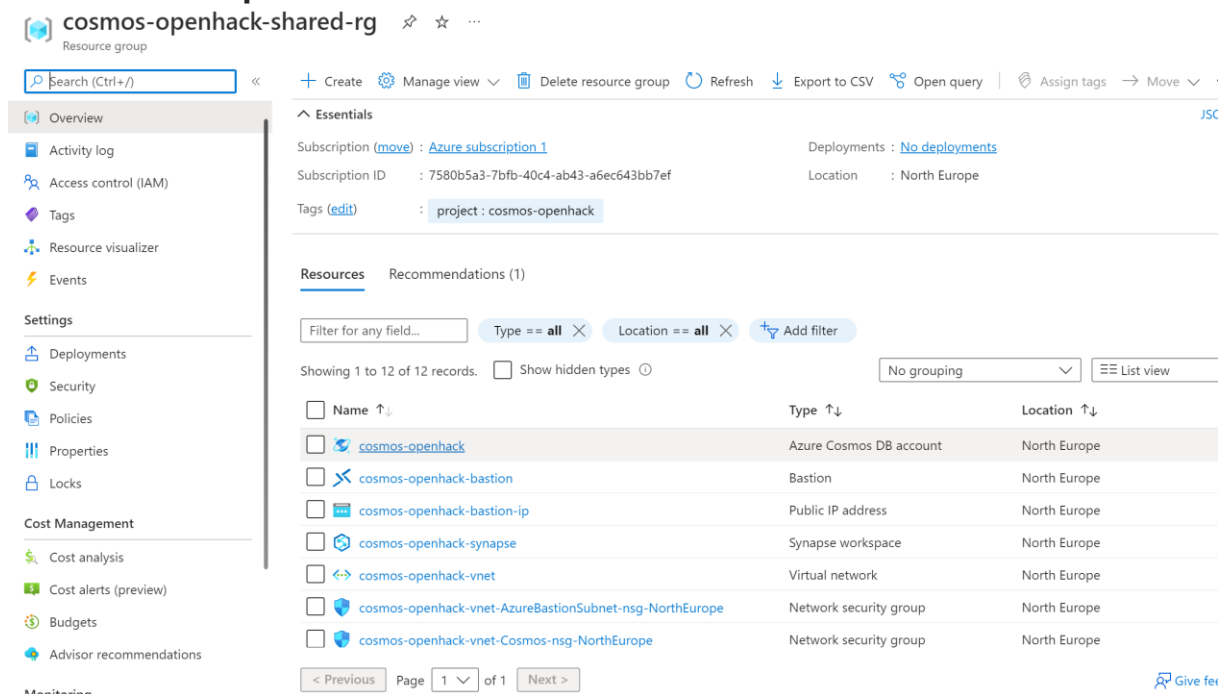 cosmos-openhack-shared-rg
Resource group
Search (Ctrl+/)
Overview
Activity log
Access control (IAM)
Tags
Resource visualizer
Events
Settings
Deployments
Security
Policies
Properties
Locks
Cost Management
Cost analysis
Cost alerts (preview)
Budgets
Advisor recommendations
Create Manage view Delete resource group Refresh Export to CSV Open query Assign tags Move
Essentials
Subscription (move) : Azure subscription 1
Subscription ID : 7580b5a3-7bfb-40c4-ab43-a6ec643bb7ef
Tags (edit) : project : cosmos-openhack
Deployments : No deployments
Location : North Europe
Resources Recommendations (1)
Filter for any field... Type == all Location == all Add filter
Showing 1 to 12 of 12 records. Show hidden types No grouping List view
Name Type Location
cosmos-openhack Azure Cosmos DB account North Europe
cosmos-openhack-bastion Bastion North Europe
cosmos-openhack-bastion-ip Public IP address North Europe
cosmos-openhack-synapse Synapse workspace North Europe
cosmos-openhack-vnet Virtual network North Europe
cosmos-openhack-vnet-AzureBastionSubnet-nsg-NorthEurope Network security group North Europe
cosmos-openhack-vnet-Cosmos-nsg-NorthEurope Network security group North Europe
< Previous Page 1 of 1 Next > Give